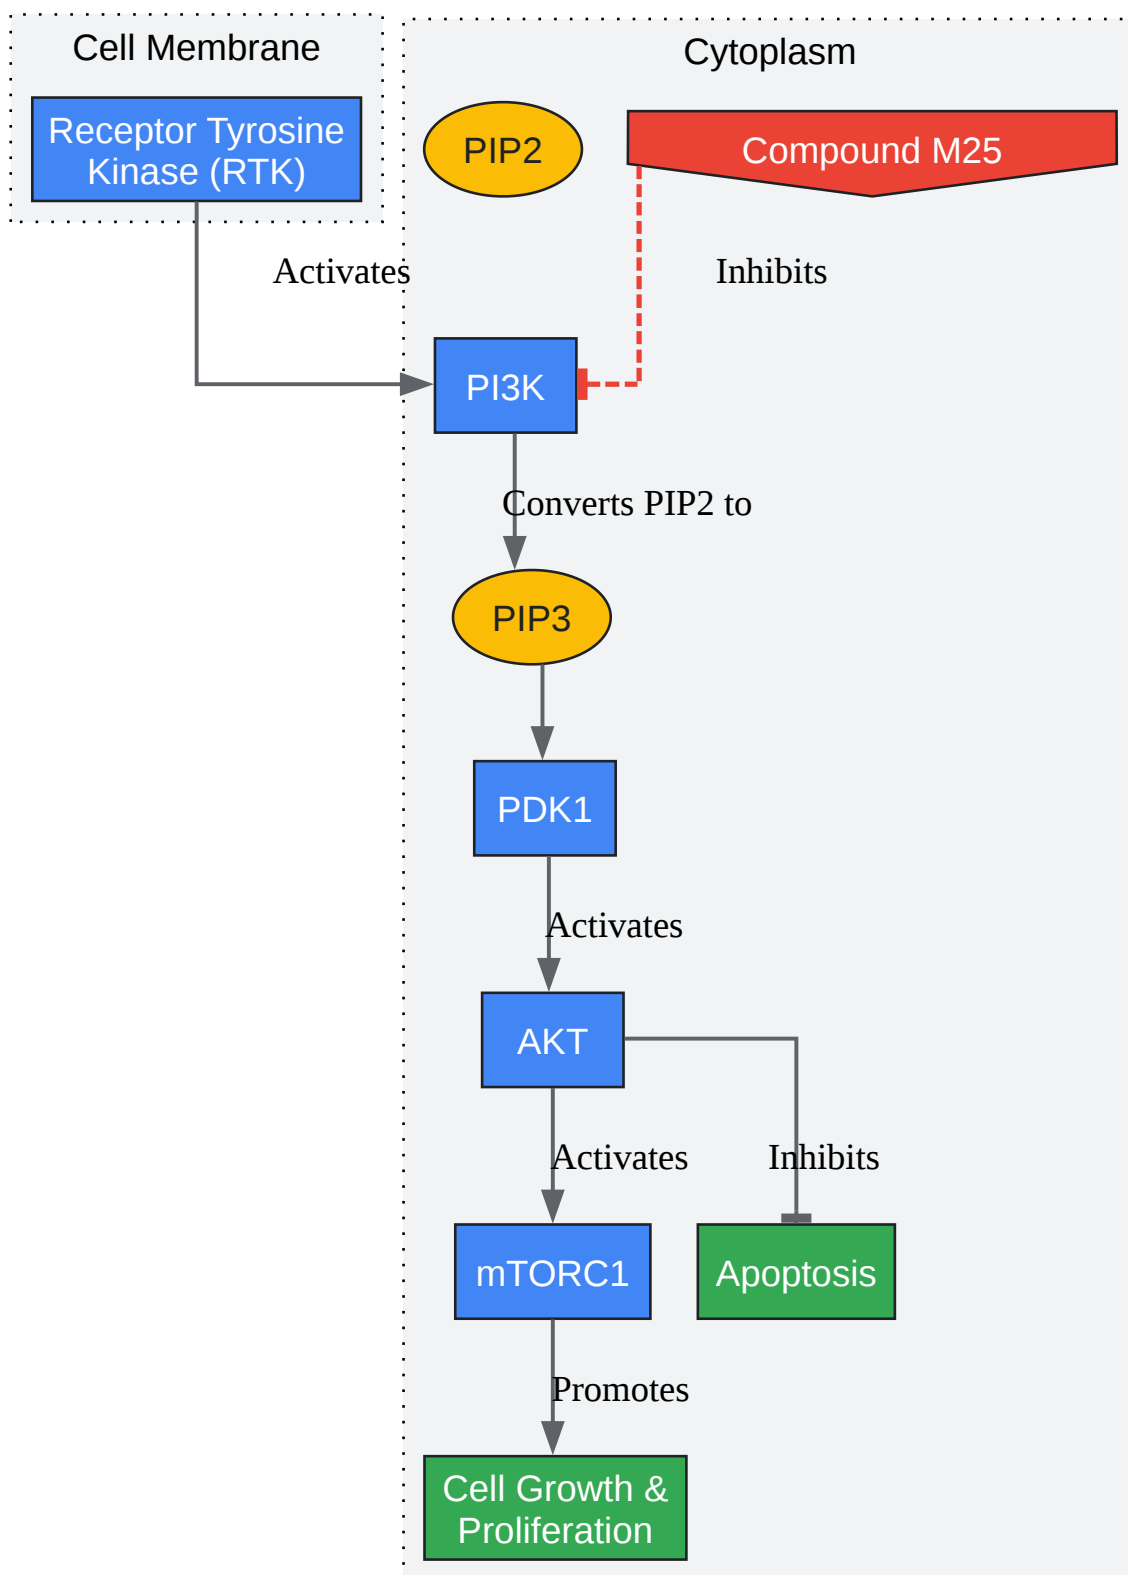 Cell Membrane
Cytoplasm
Receptor Tyrosine
Kinase (RTK)
PIP2
Compound M25
Activates
Inhibits
PI3K
Converts PIP2 to
PIP3
PDK1
Activates
AKT
Activates
Inhibits
mTORC1
Apoptosis
Promotes
Cell Growth &
Proliferation